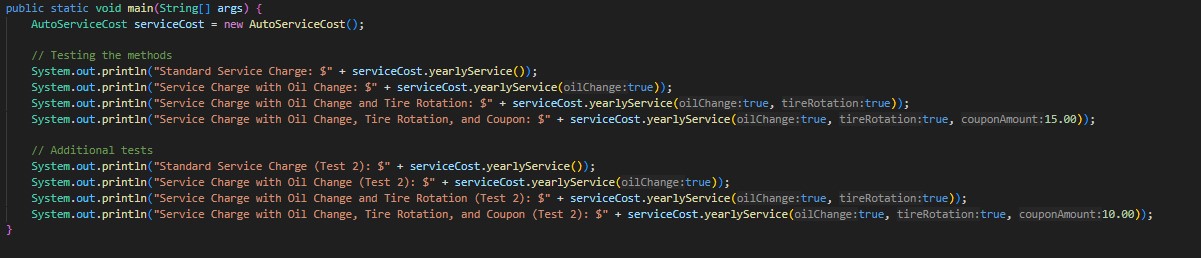 public static void main(String[] args) {
    AutoServiceCost serviceCost = new AutoServiceCost();

    // Testing the methods
    System.out.println("Standard Service Charge: $" + serviceCost.yearlyService());
    System.out.println("Service Charge with Oil Change: $" + serviceCost.yearlyService(oilChange:true));
    System.out.println("Service Charge with Oil Change and Tire Rotation: $" + serviceCost.yearlyService(oilChange:true, tireRotation:true));
    System.out.println("Service Charge with Oil Change, Tire Rotation, and Coupon: $" + serviceCost.yearlyService(oilChange:true, tireRotation:true, couponAmount:15.00));

    // Additional tests
    System.out.println("Standard Service Charge (Test 2): $" + serviceCost.yearlyService());
    System.out.println("Service Charge with Oil Change (Test 2): $" + serviceCost.yearlyService(oilChange:true));
    System.out.println("Service Charge with Oil Change and Tire Rotation (Test 2): $" + serviceCost.yearlyService(oilChange:true, tireRotation:true));
    System.out.println("Service Charge with Oil Change, Tire Rotation, and Coupon (Test 2): $" + serviceCost.yearlyService(oilChange:true, tireRotation:true, couponAmount:10.00));
}